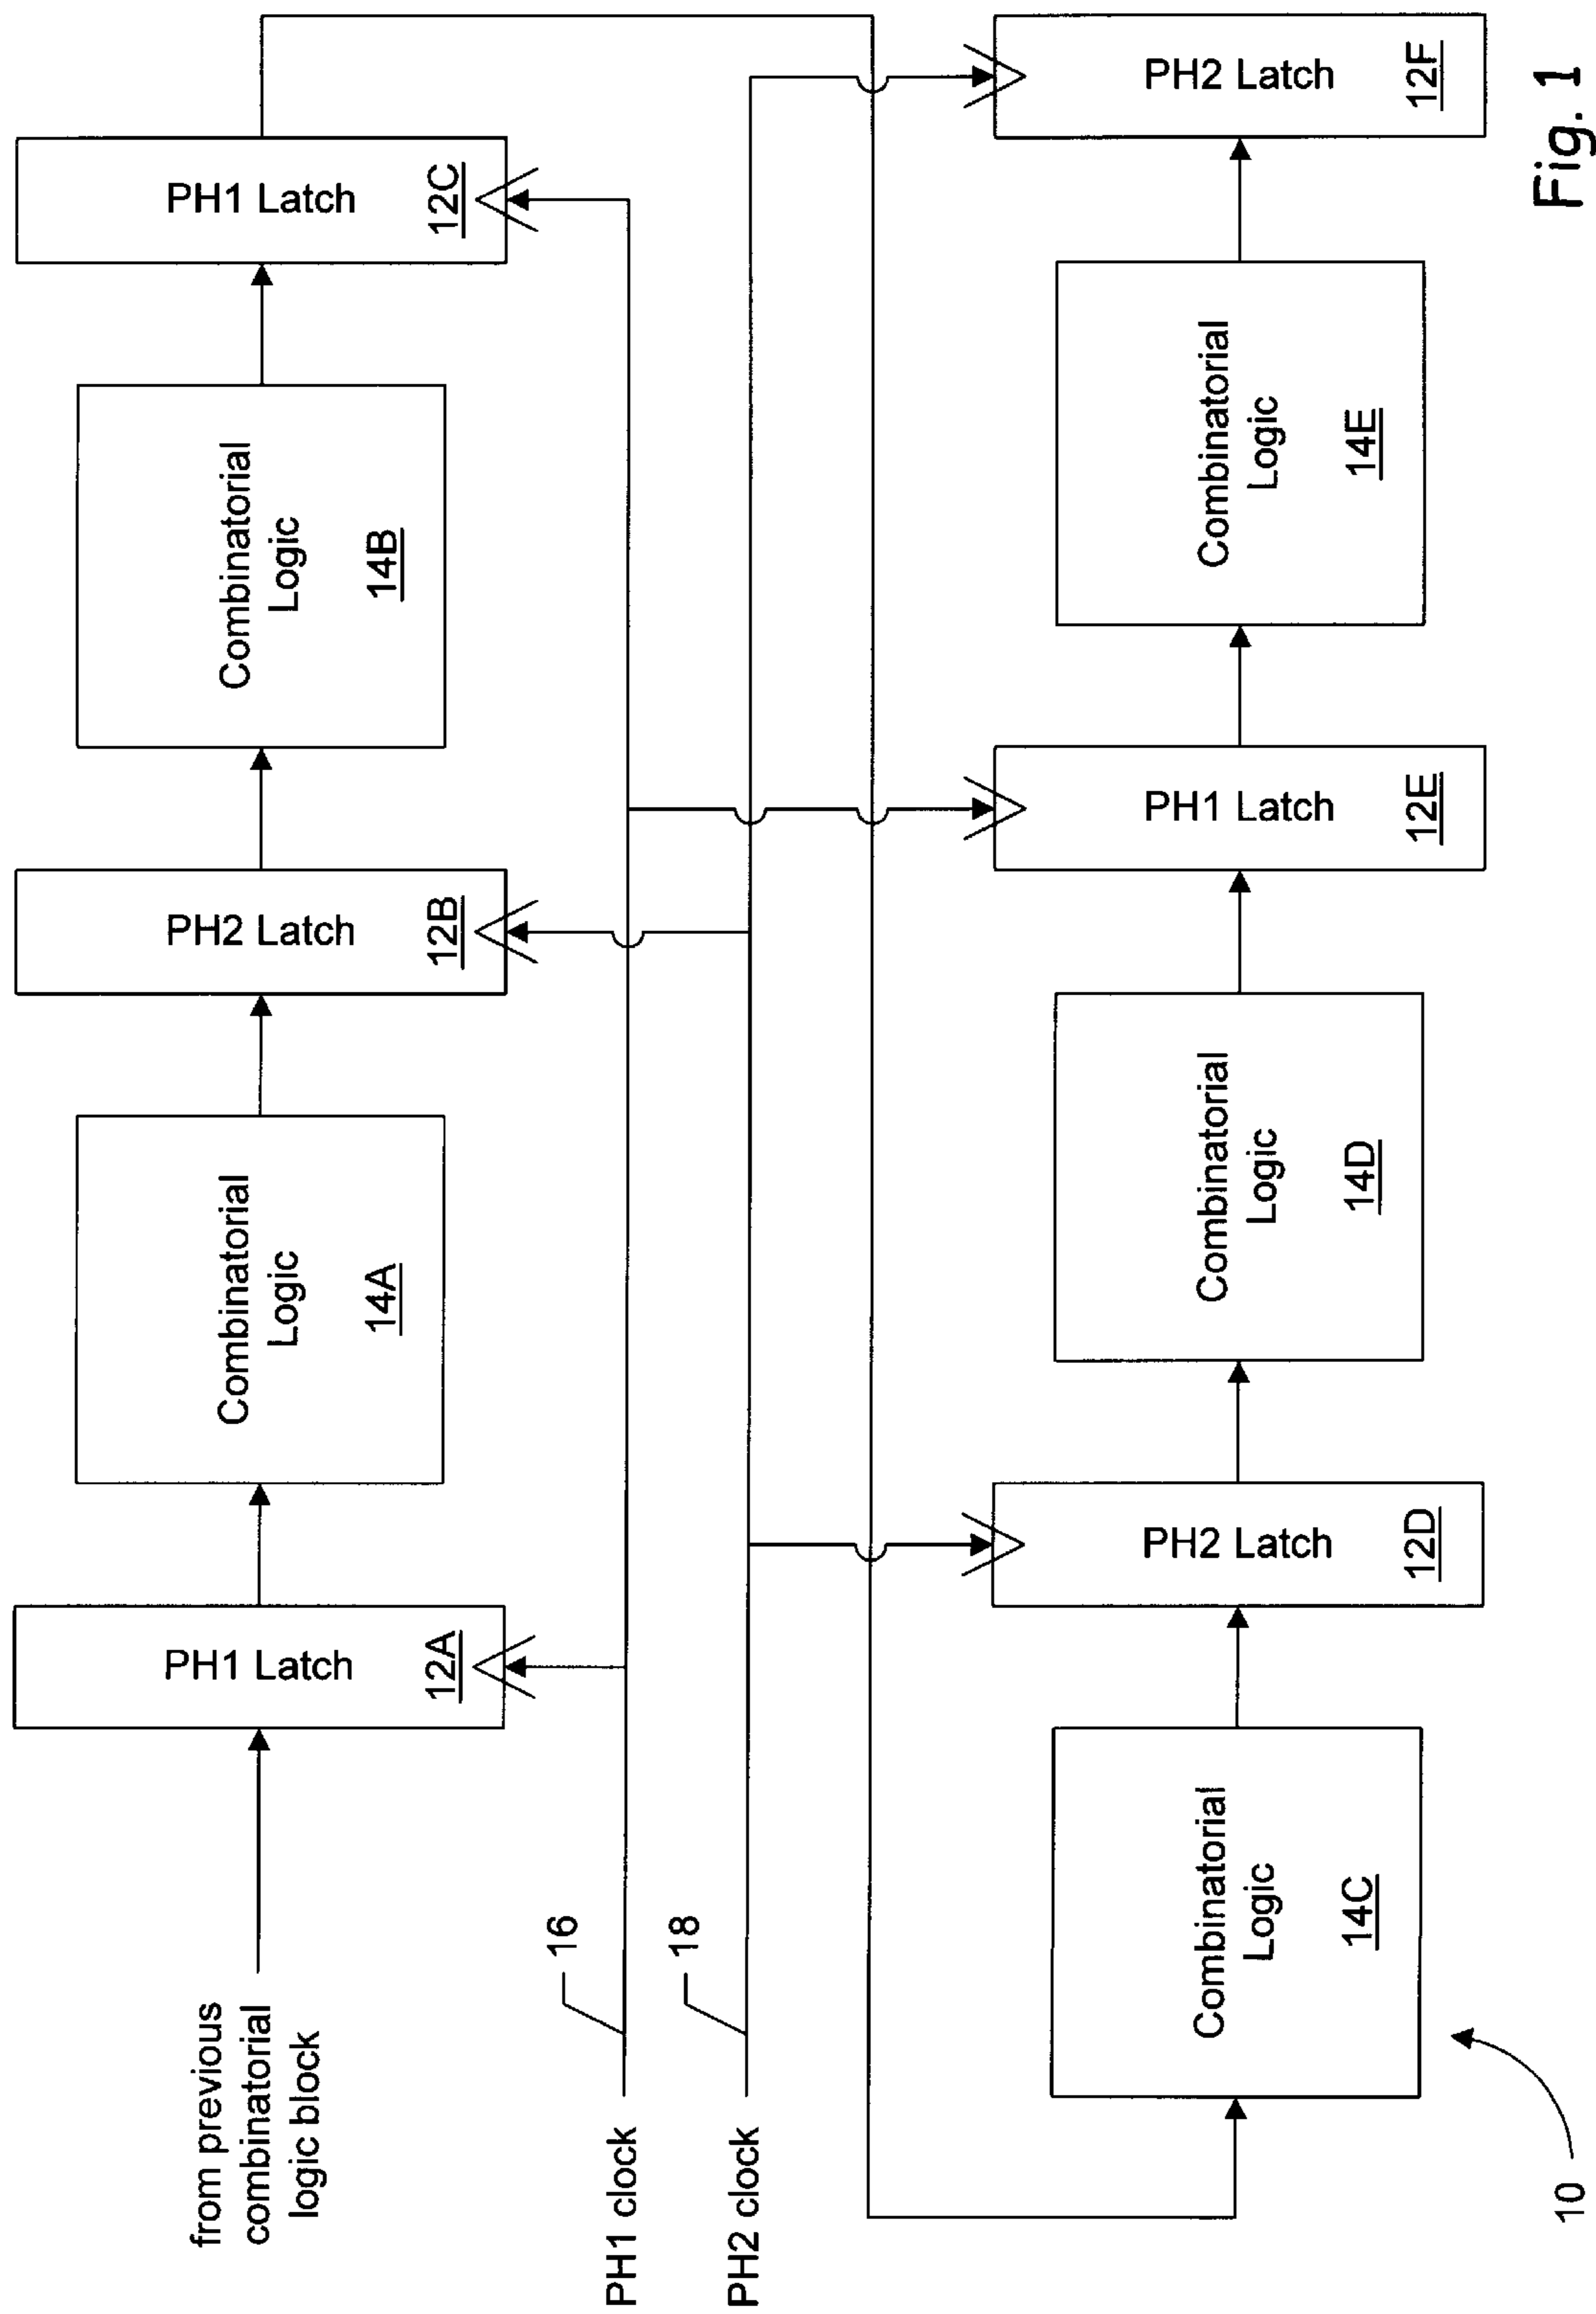 from previous
combinatorial
logic block
PH1 Latch
12A
Combinatorial
Logic
14A
PH2 Latch
12B
Combinatorial
Logic
14B
PH1 Latch
12C
PH1 clock
16
PH2 clock
18
Combinatorial
Logic
14C
PH2 Latch
12D
Combinatorial
Logic
14D
PH1 Latch
12E
Combinatorial
Logic
14E
PH2 Latch
12F
10
Fig. 1